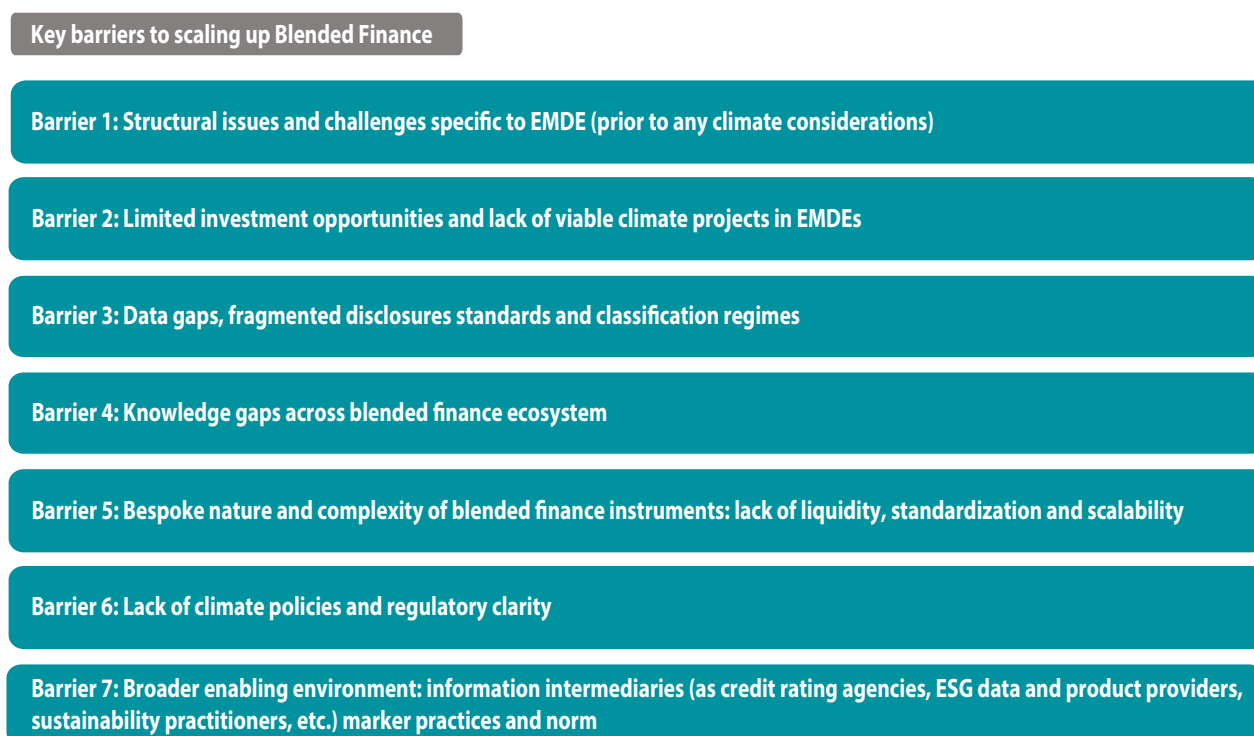 Key barriers to scaling up Blended Finance
Barrier 1: Structural issues and challenges specific to EMDE (prior to any climate considerations)
Barrier 2: Limited investment opportunities and lack of viable climate projects in EMDEs
Barrier 3: Data gaps, fragmented disclosures standards and classification regimes
Barrier 4: Knowledge gaps across blended finance ecosystem
Barrier 5: Bespoke nature and complexity of blended finance instruments: lack of liquidity, standardization and scalability
Barrier 6: Lack of climate policies and regulatory clarity
Barrier 7: Broader enabling environment: information intermediaries (as credit rating agencies, ESG data and product providers,
sustainability practitioners, etc.) marker practices and norm